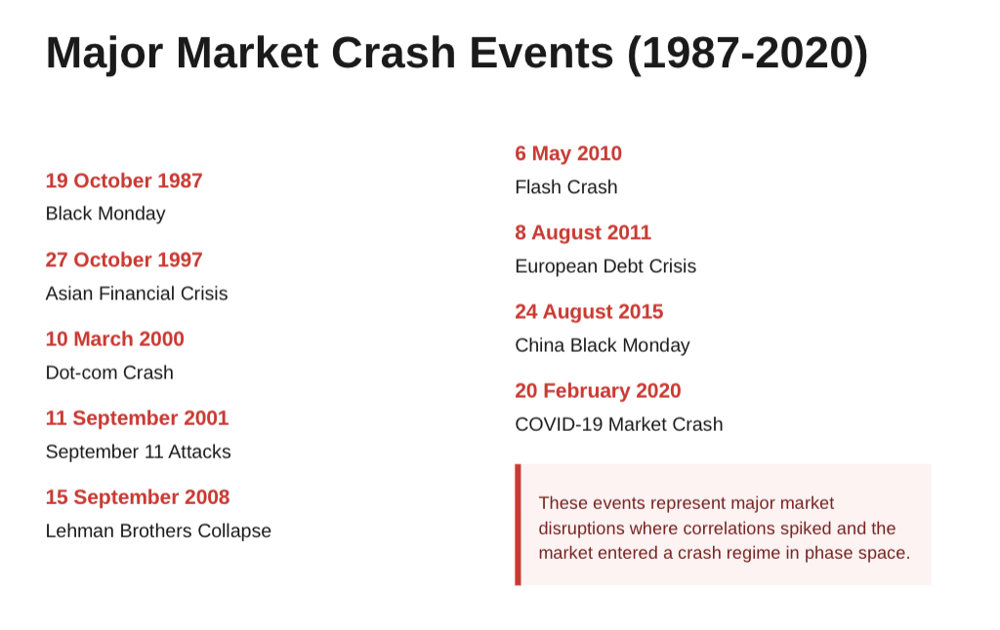 Major Market Crash Events (1987-2020)
19 October 1987
Black Monday
27 October 1997
Asian Financial Crisis
10 March 2000
Dot-com Crash
11 September 2001
September 11 Attacks
15 September 2008
Lehman Brothers Collapse
6 May 2010
Flash Crash
8 August 2011
European Debt Crisis
24 August 2015
China Black Monday
20 February 2020
COVID-19 Market Crash
These events represent major market
disruptions where correlations spiked and the
market entered a crash regime in phase space.